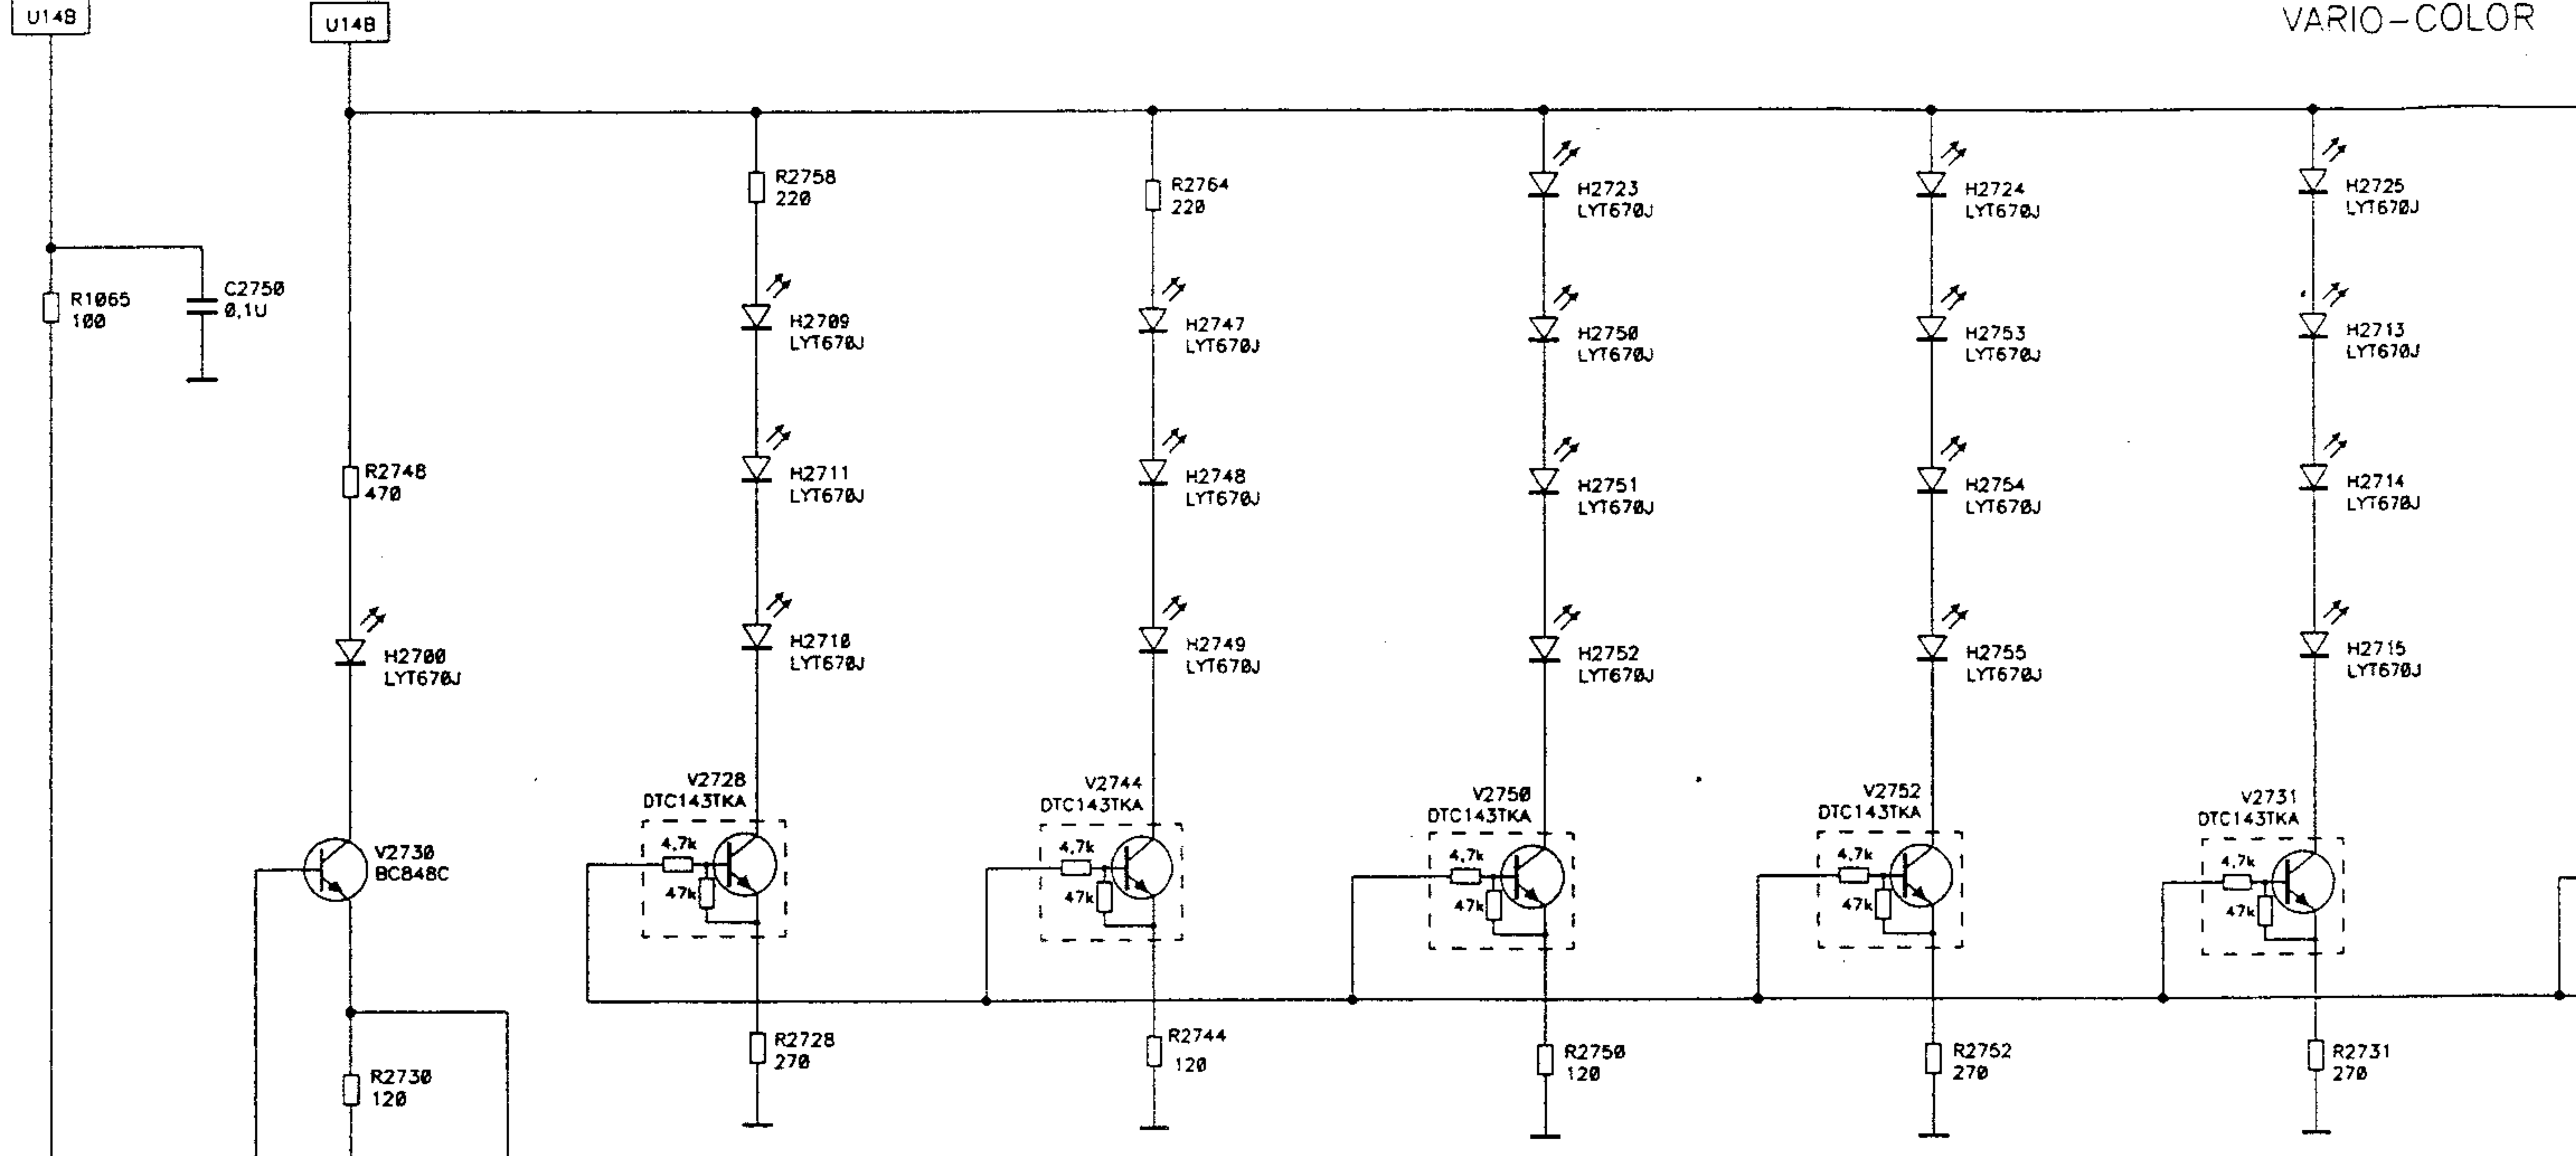 U14B
U14B
VARIO-COLOR
R1065
100
C2750
0,1U
R2748
470
H2700
LYT670J
V2730
BC848C
R2730
120
R2758
220
H2709
LYT670J
H2711
LYT670J
H2710
LYT670J
V2728
DTC143TKA
4,7k
47k
R2728
270
R2764
220
H2747
LYT670J
H2748
LYT670J
H2749
LYT670J
V2744
DTC143TKA
4,7k
47k
R2744
120
H2723
LYT670J
H2750
LYT670J
H2751
LYT670J
H2752
LYT670J
V2750
DTC143TKA
4,7k
47k
R2750
120
H2724
LYT670J
H2753
LYT670J
H2754
LYT670J
H2755
LYT670J
V2752
DTC143TKA
4,7k
47k
R2752
270
H2725
LYT670J
H2713
LYT670J
H2714
LYT670J
H2715
LYT670J
V2731
DTC143TKA
4,7k
47k
R2731
270